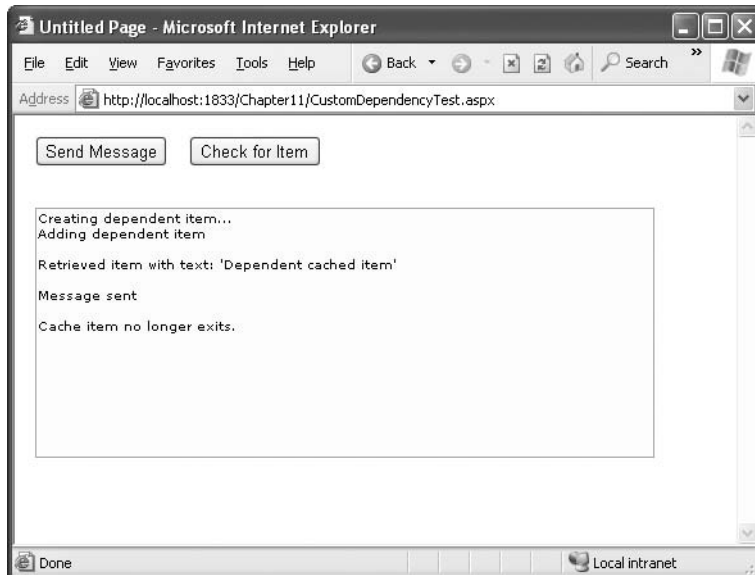 Untitled Page - Microsoft Internet Explorer
File Edit View Favorites Tools Help Back Search »
Address http://localhost:1833/Chapter11/CustomDependencyTest.aspx
Send Message Check for Item
Creating dependent item...
Adding dependent item
Retrieved item with text: 'Dependent cached item'
Message sent
Cache item no longer exits.
Done Local intranet